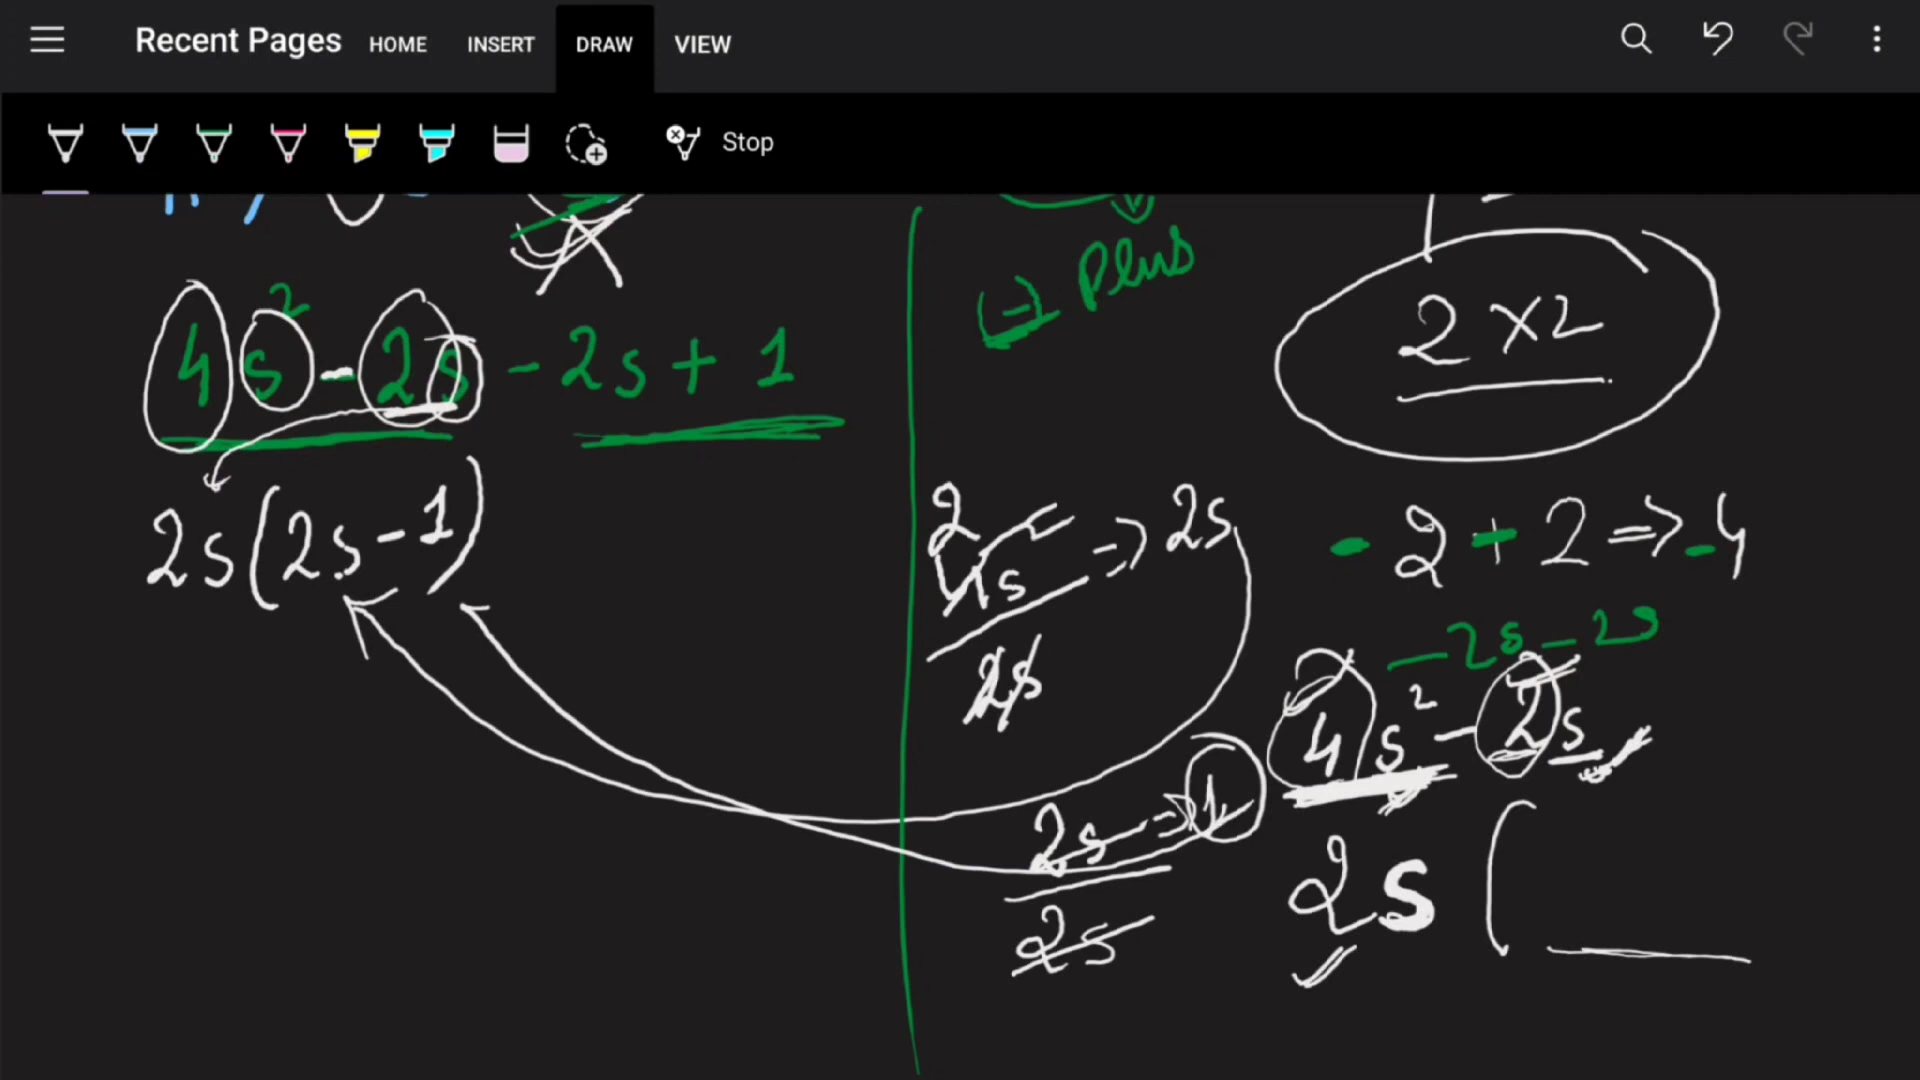 Recent Pages HOME INSERT DRAW VIEW
Stop
4s² - 2s - 2s + 1
2s(2s-1)
(-) Plus
2 × 2
2
4s² => 2s
2s
- 2 + 2 => -4
-2s-2s
4s² - 2s
2s => 1
2s
2s (